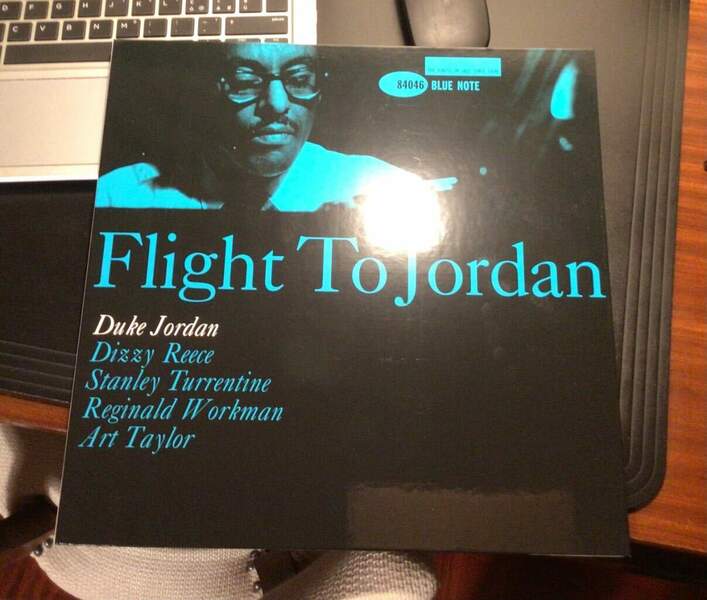 84046 BLUE NOTE
Flight To Jordan
Duke Jordan
Dizzy Reece
Stanley Turrentine
Reginald Workman
Art Taylor